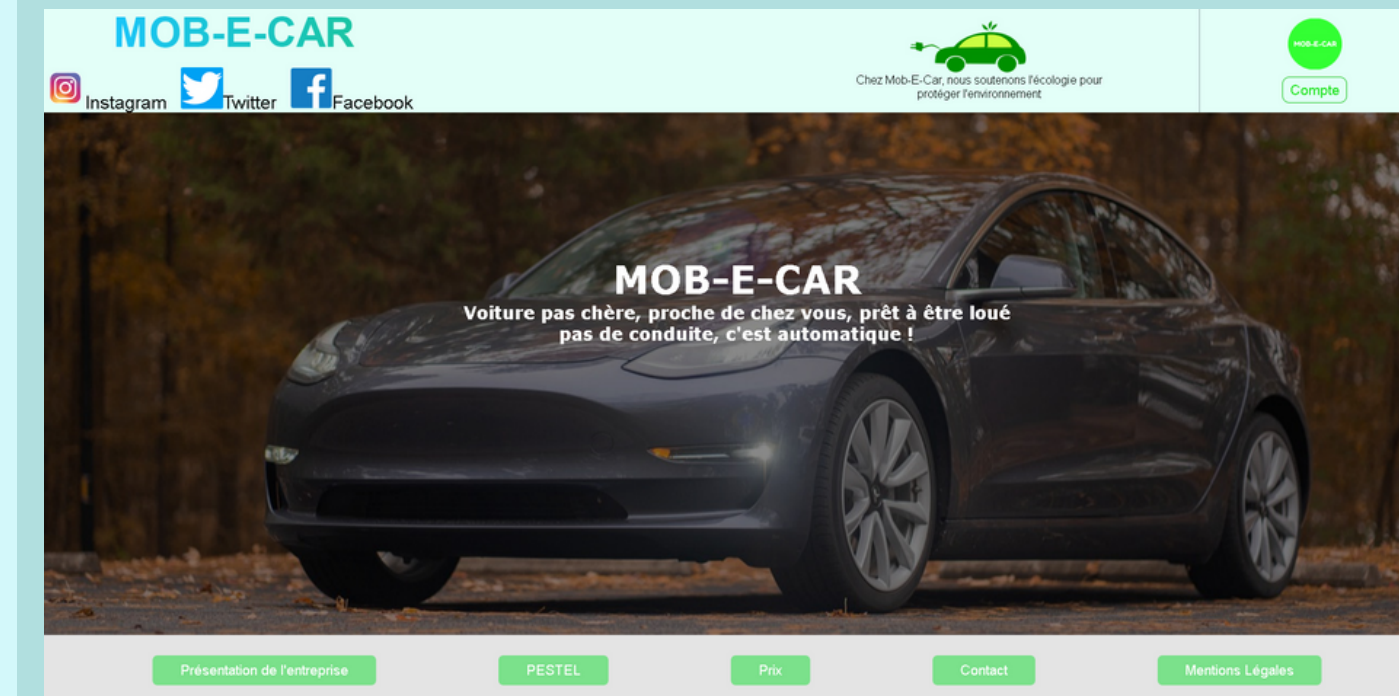 MOB-E-CAR
Instagram
Twitter
Facebook
Chez Mob-E-Car, nous soutenons l'écologie pour
protéger l'environnement
MOB-E-CAR
Compte
MOB-E-CAR
Voiture pas chère, proche de chez vous, prêt à être loué
pas de conduite, c'est automatique !
Présentation de l'entreprise
PESTEL
Prix
Contact
Mentions Légales